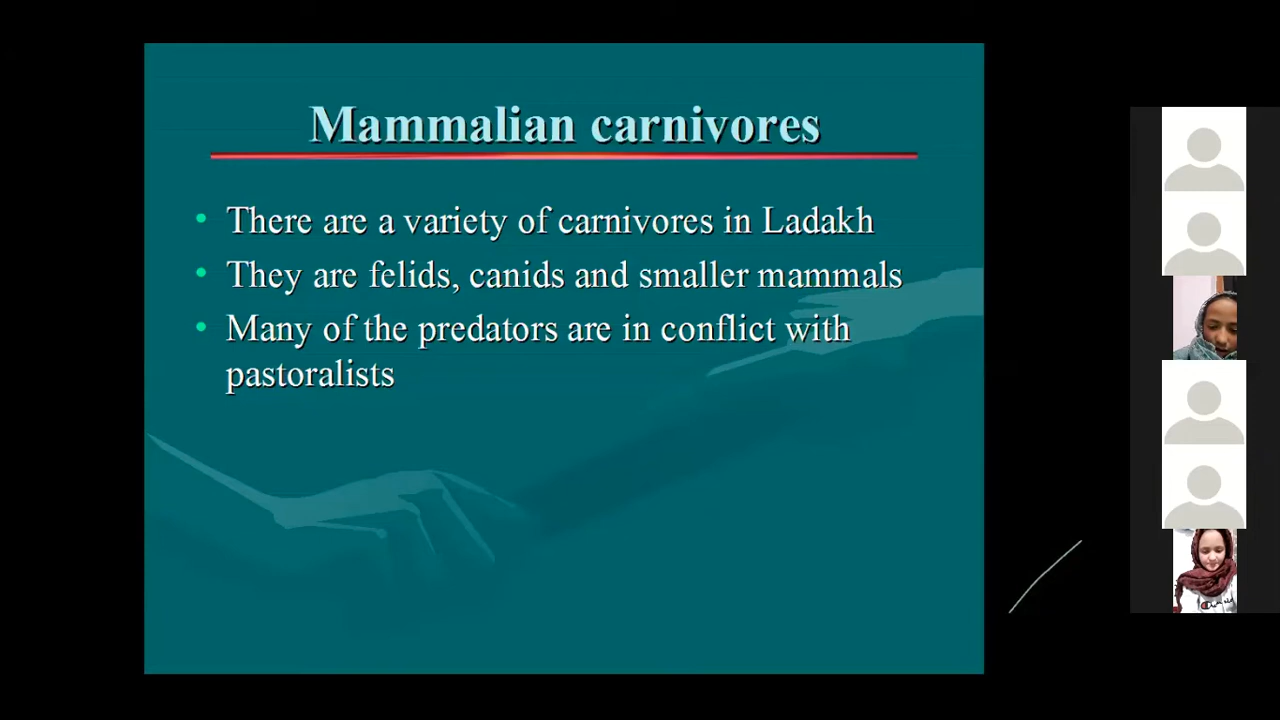 Mammalian carnivores
• There are a variety of carnivores in Ladakh
• They are felids, canids and smaller mammals
• Many of the predators are in conflict with
pastoralists